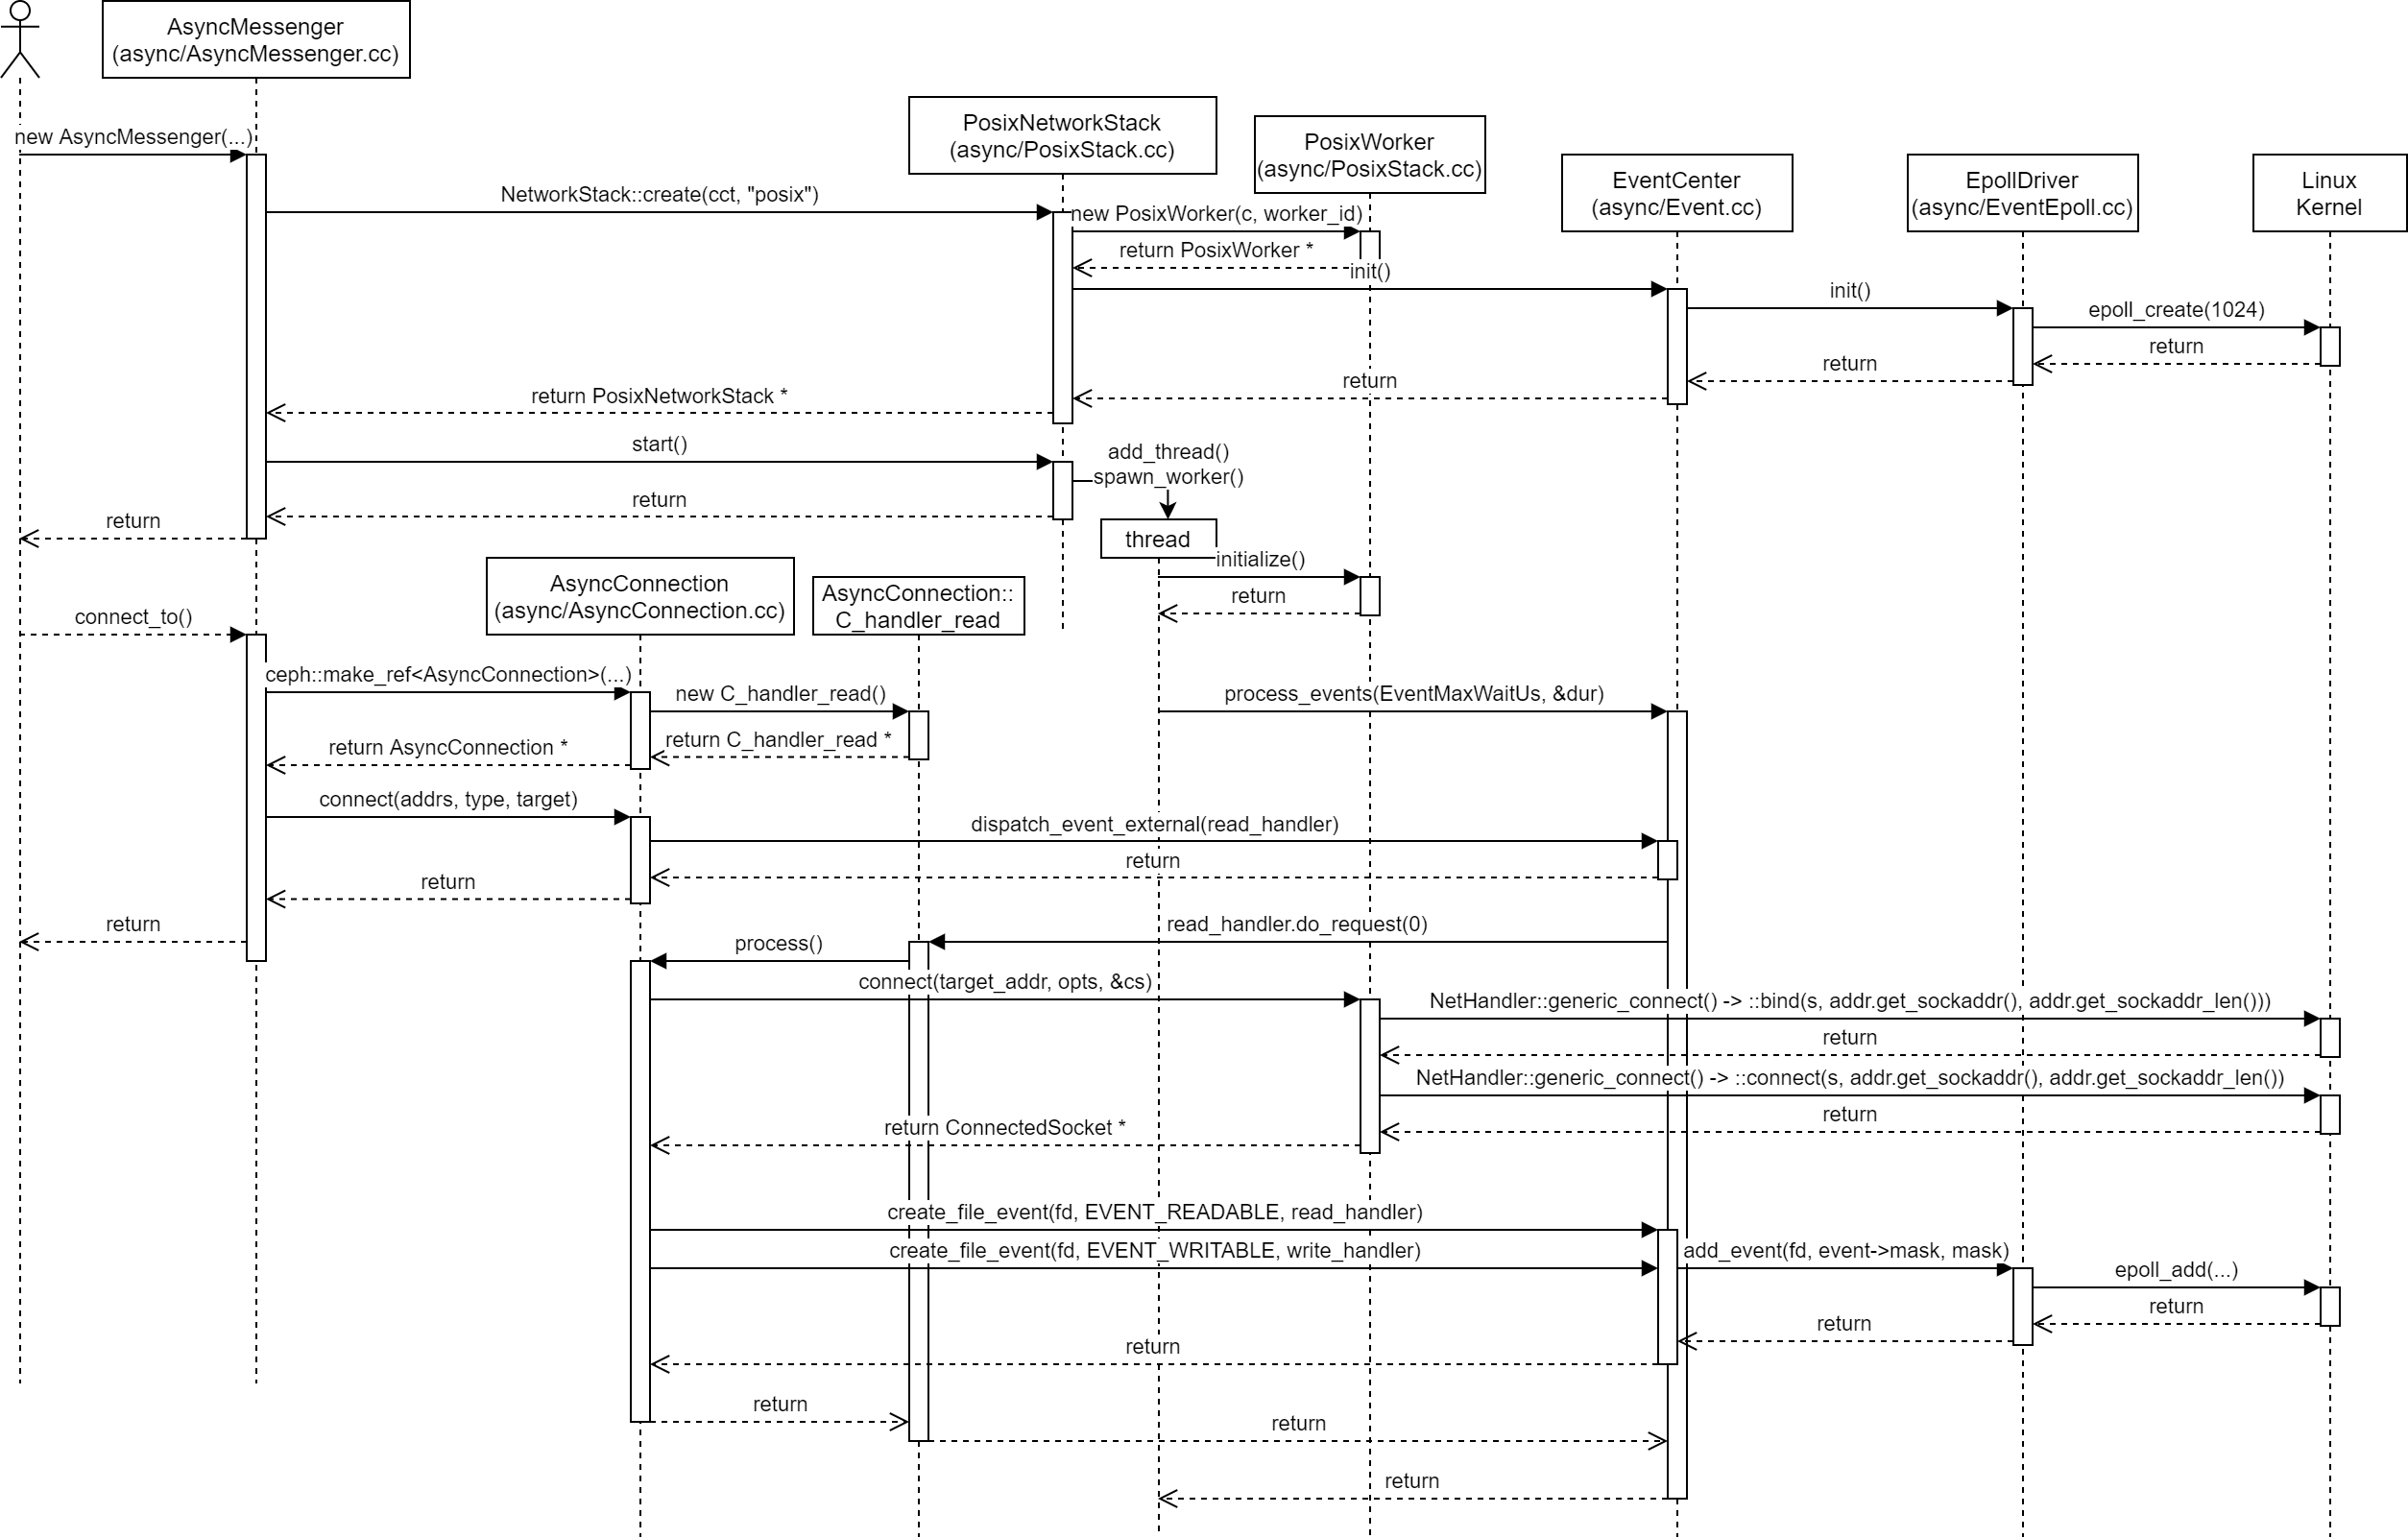 AsyncMessenger
(async/AsyncMessenger.cc)
PosixNetworkStack
(async/PosixStack.cc)
PosixWorker
(async/PosixStack.cc)
EventCenter
(async/Event.cc)
EpollDriver
(async/EventEpoll.cc)
Linux
Kernel
new AsyncMessenger(...)
NetworkStack::create(cct, "posix")
new PosixWorker(c, worker_id)
return PosixWorker *
init()
init()
epoll_create(1024)
return
return
return
return PosixNetworkStack *
start()
add_thread()
spawn_worker()
return
return
thread
initialize()
return
AsyncConnection
(async/AsyncConnection.cc)
AsyncConnection::
C_handler_read
connect_to()
ceph::make_ref<AsyncConnection>(...)
new C_handler_read()
process_events(EventMaxWaitUs, &dur)
return C_handler_read *
return AsyncConnection *
connect(addrs, type, target)
dispatch_event_external(read_handler)
return
return
return
read_handler.do_request(0)
process()
connect(target_addr, opts, &cs)
NetHandler::generic_connect() -> ::bind(s, addr.get_sockaddr(), addr.get_sockaddr_len()))
return
NetHandler::generic_connect() -> ::connect(s, addr.get_sockaddr(), addr.get_sockaddr_len())
return
return ConnectedSocket *
create_file_event(fd, EVENT_READABLE, read_handler)
create_file_event(fd, EVENT_WRITABLE, write_handler)
add_event(fd, event->mask, mask)
epoll_add(...)
return
return
return
return
return
return